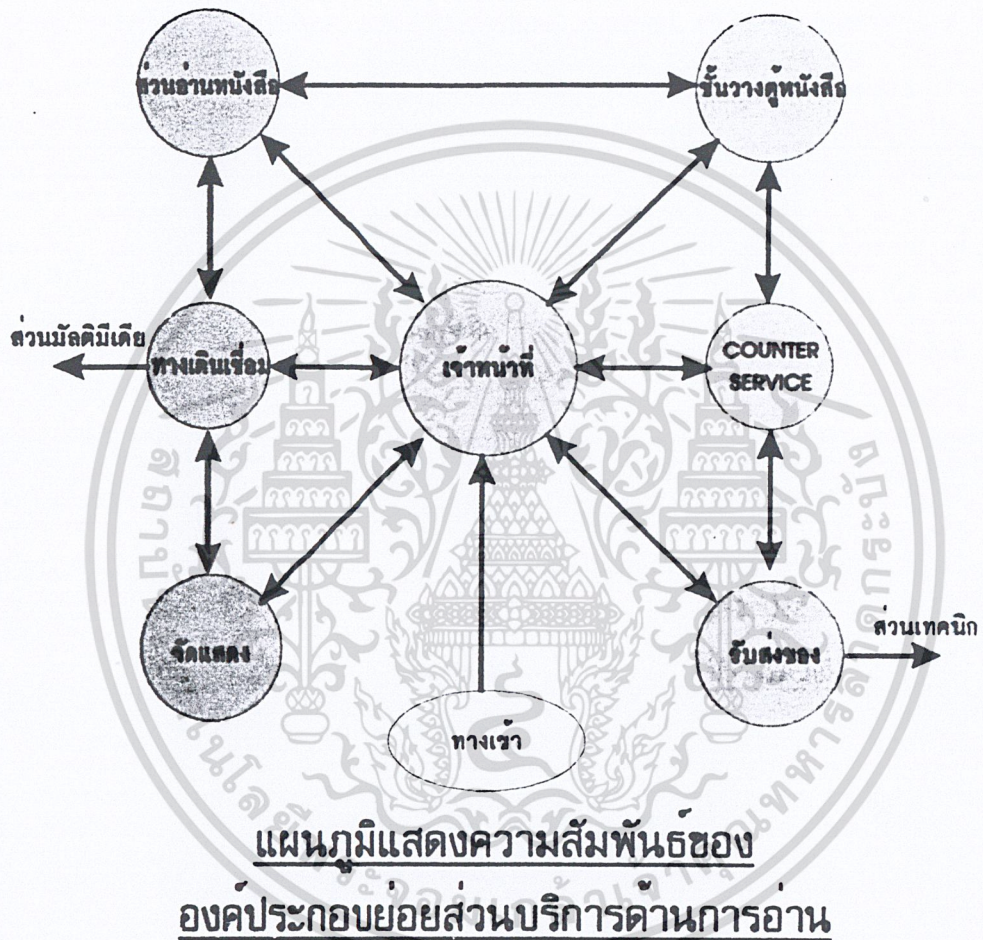 ส่วนอ่านหนังสือ
ชั้นวางตู้หนังสือ
ส่วนมัลติมีเดีย
ทางเดินเชื่อม
เจ้าหน้าที่
COUNTER
SERVICE
จัดแสดง
รับส่งของ
ส่วนเทคนิก
ทางเข้า
แผนภูมิแสดงความสัมพันธ์ของ
องค์ประกอบย่อยส่วนบริการด้านการอ่าน